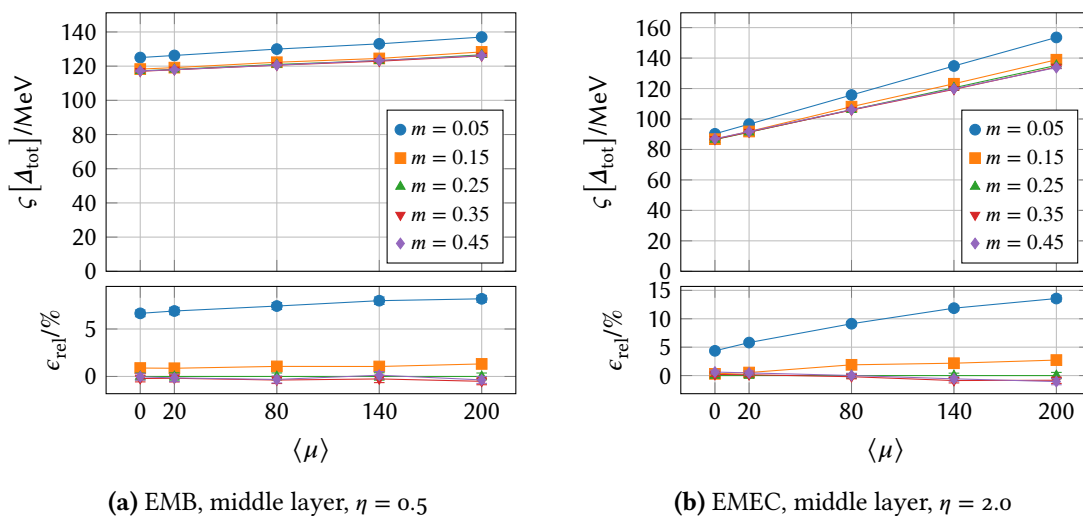 140
120
100
80
60
40
20
0
ς [Δtot]/MeV
m = 0.05
m = 0.15
m = 0.25
m = 0.35
m = 0.45
5
0
ϵrel/%
0 20 80 140 200
⟨μ⟩
(a) EMB, middle layer, η = 0.5
160
140
120
100
80
60
40
20
0
ς [Δtot]/MeV
m = 0.05
m = 0.15
m = 0.25
m = 0.35
m = 0.45
15
10
5
0
ϵrel/%
0 20 80 140 200
⟨μ⟩
(b) EMEC, middle layer, η = 2.0